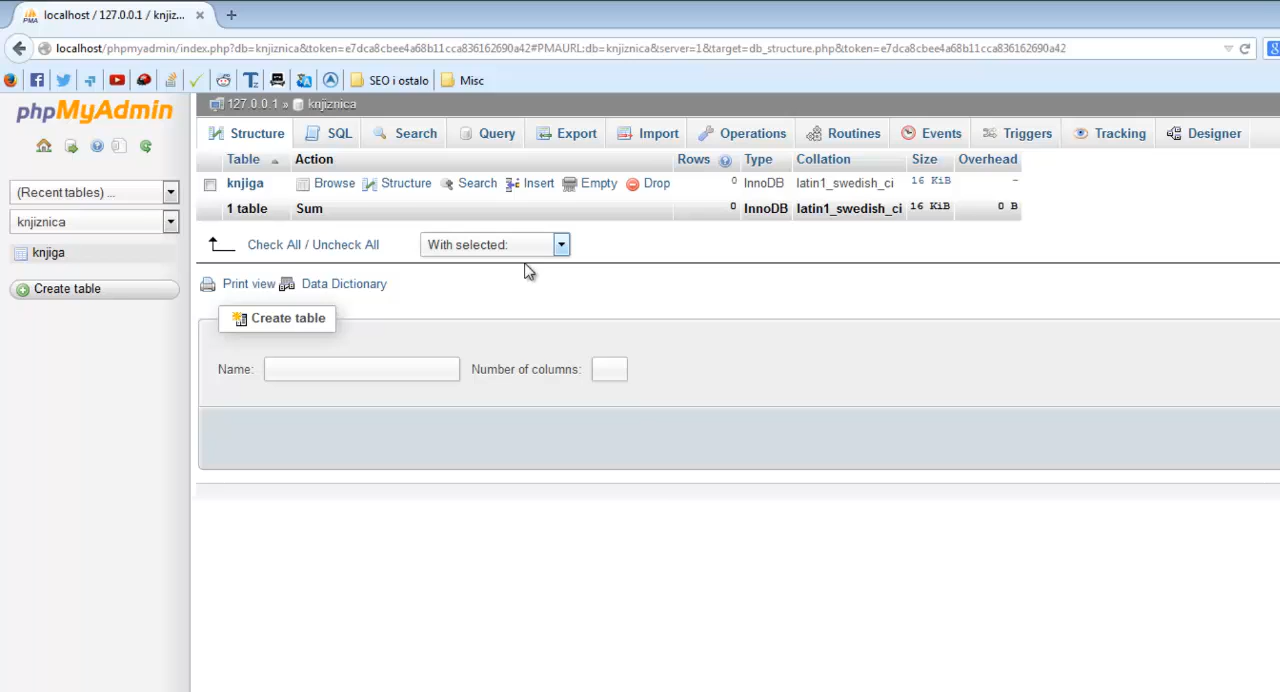 localhost / 127.0.0.1 / knjiz...
localhost/phpmyadmin/index.php?db=knjiznica&token=e7dca8cbee4a68b11cca836162690a42#PMAURL:db=knjiznica&server=1&target=db_structure.php&token=e7dca8cbee4a68b11cca836162690a42
SEO i ostalo Misc
phpMyAdmin
(Recent tables) ...
knjiznica
knjiga
Create table
127.0.0.1 » knjiznica
Structure SQL Search Query Export Import Operations Routines Events Triggers Tracking Designer
Table Action Rows Type Collation Size Overhead
knjiga Browse Structure Search Insert Empty Drop 0 InnoDB latin1_swedish_ci 16 KiB -
1 table Sum 0 InnoDB latin1_swedish_ci 16 KiB 0 B
Check All / Uncheck All With selected:
Print view Data Dictionary
Create table
Name: Number of columns: